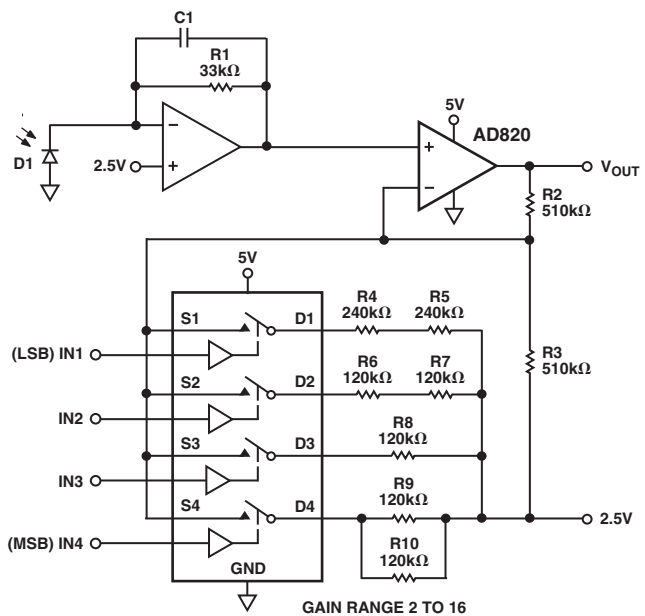 C1
R1
33kΩ
D1
2.5V
−
+
5V
AD820
+
−
VOUT
R2
510kΩ
5V
S1
D1
R4
240kΩ
R5
240kΩ
(LSB) IN1
R3
510kΩ
S2
D2
R6
120kΩ
R7
120kΩ
IN2
S3
D3
R8
120kΩ
IN3
S4
D4
R9
120kΩ
2.5V
(MSB) IN4
R10
120kΩ
GND
GAIN RANGE 2 TO 16